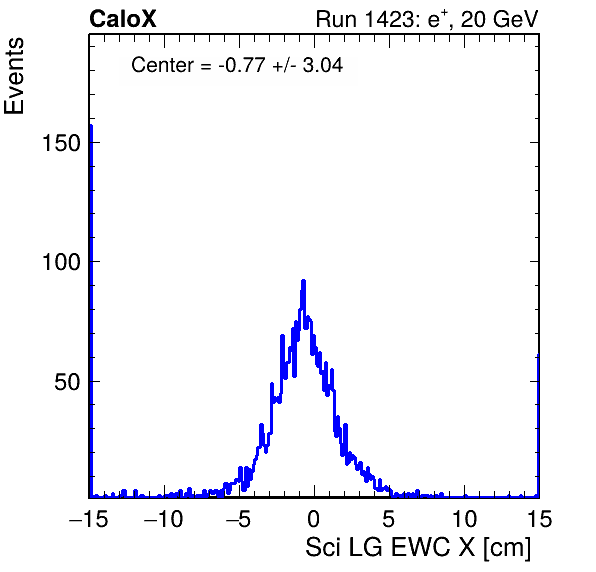 CaloX Run 1423: e⁺, 20 GeV
Center = -0.77 +/- 3.04
Events
150
100
50
−15 −10 −5 0 5 10 15
Sci LG EWC X [cm]